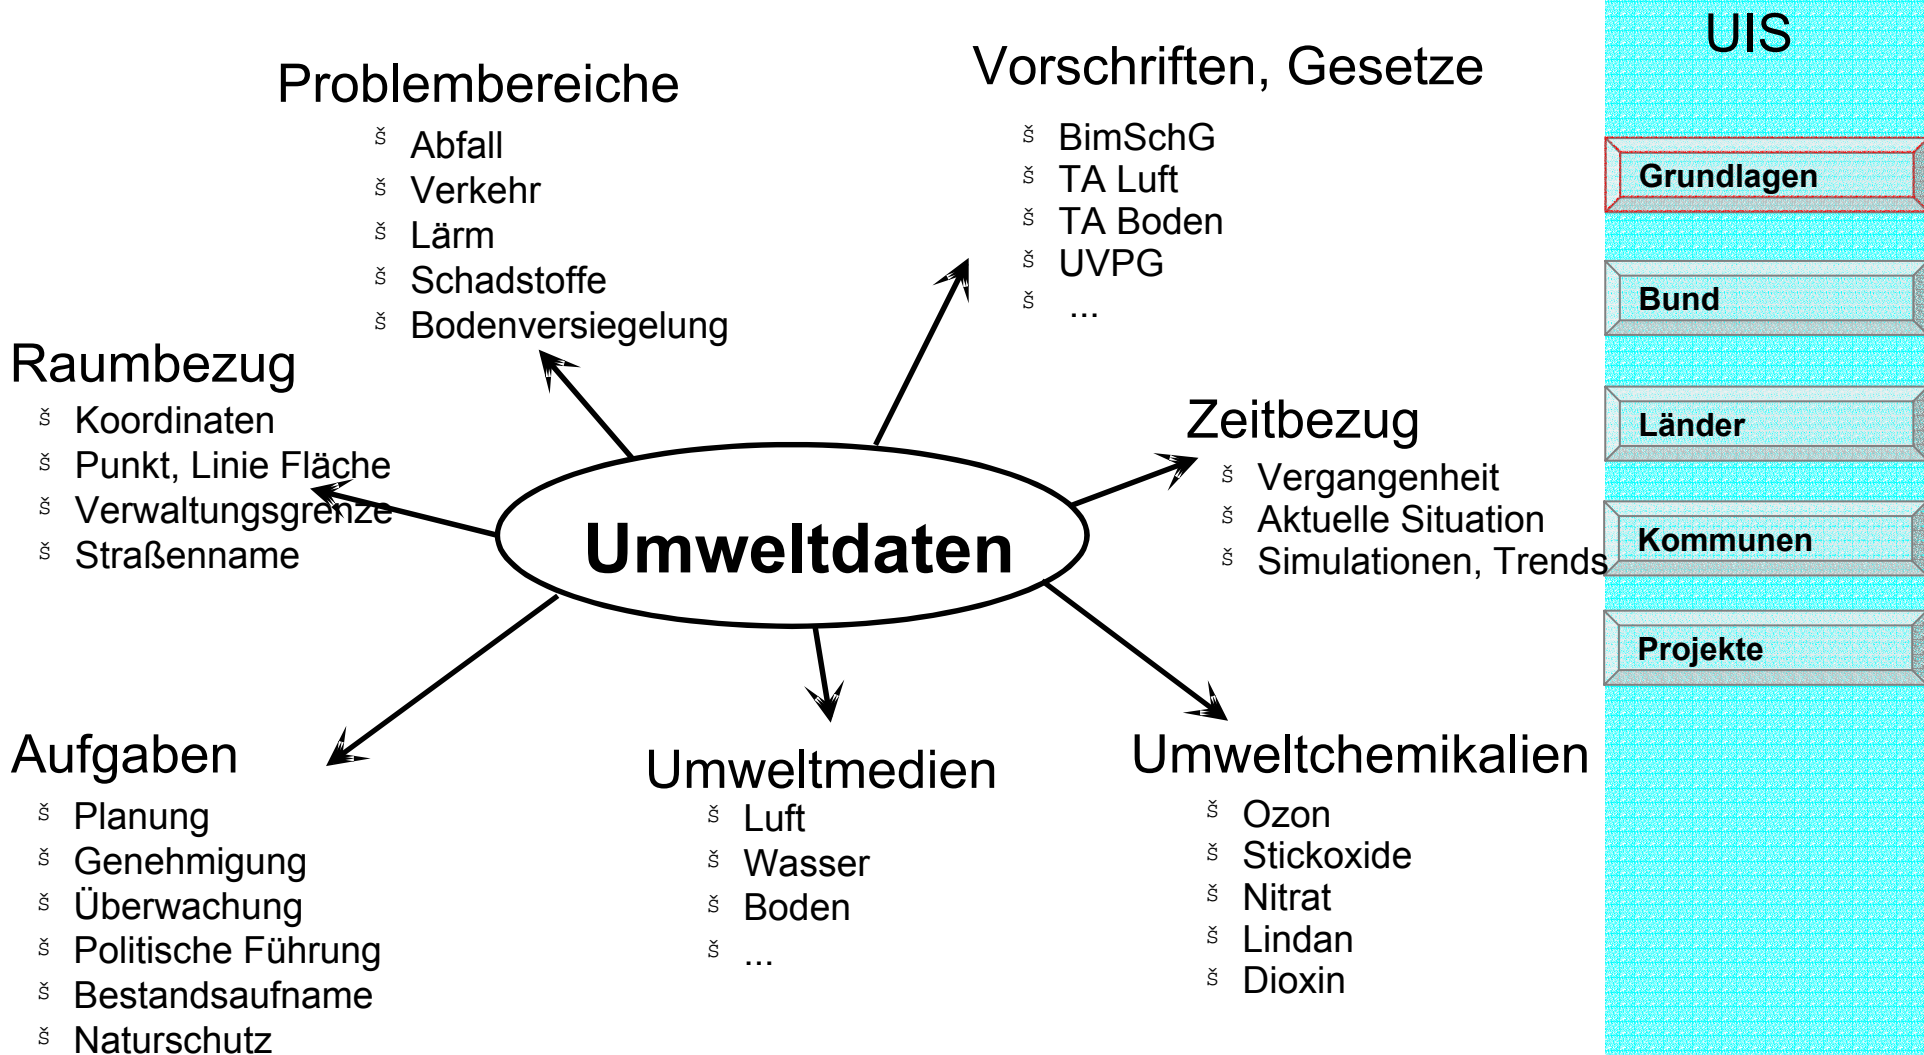 UIS
Problembereiche
š Abfall
š Verkehr
š Lärm
š Schadstoffe
š Bodenversiegelung
Vorschriften, Gesetze
š BimSchG
š TA Luft
š TA Boden
š UVPG
š ...
Raumbezug
š Koordinaten
š Punkt, Linie Fläche
š Verwaltungsgrenze
š Straßenname
Umweltdaten
Zeitbezug
š Vergangenheit
š Aktuelle Situation
š Simulationen, Trends
Aufgaben
š Planung
š Genehmigung
š Überwachung
š Politische Führung
š Bestandsaufname
š Naturschutz
Umweltmedien
š Luft
š Wasser
š Boden
š ...
Umweltchemikalien
š Ozon
š Stickoxide
š Nitrat
š Lindan
š Dioxin
Grundlagen
Bund
Länder
Kommunen
Projekte